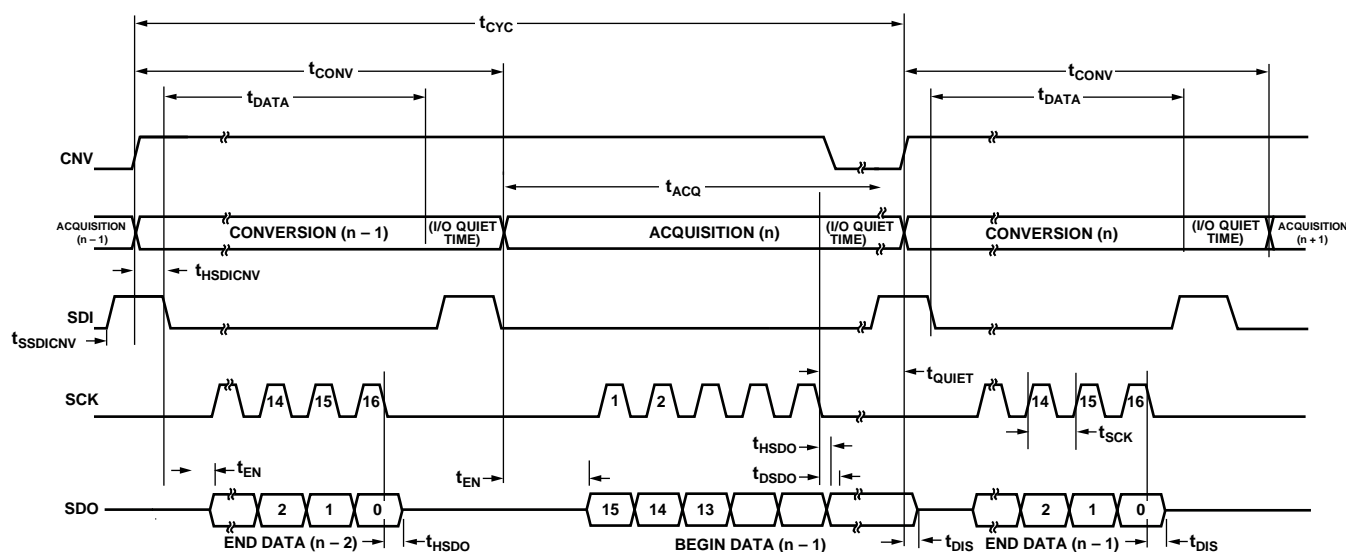 tCYC
tCONV
tCONV
tDATA
tDATA
CNV
tACQ
ACQUISITION
(n – 1)
CONVERSION (n – 1)
(I/O QUIET
TIME)
ACQUISITION (n)
(I/O QUIET
TIME)
CONVERSION (n)
(I/O QUIET
TIME)
ACQUISITION
(n + 1)
tHSDICNV
SDI
tSSDICNV
tQUIET
SCK
14
15
16
1
2
14
15
16
tSCK
tHSDO
tEN
tEN
tDSDO
SDO
2
1
0
15
14
13
2
1
0
END DATA (n – 2)
tHSDO
BEGIN DATA (n – 1)
tDIS
END DATA (n – 1)
tDIS